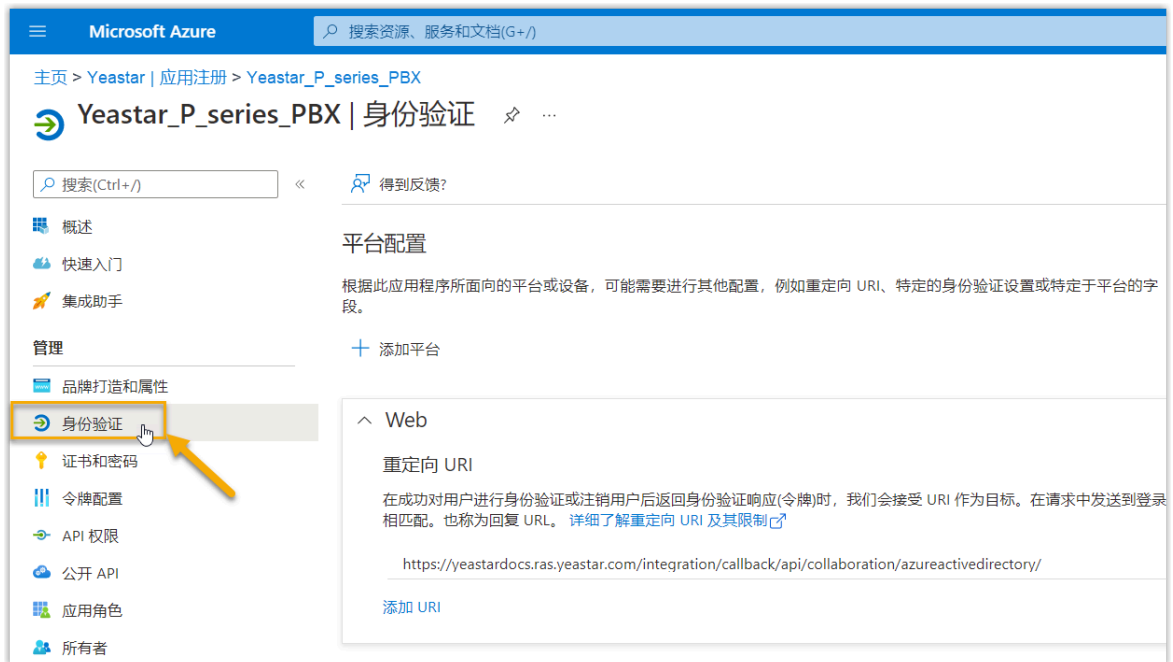 Microsoft Azure
搜索资源、服务和文档(G+/)
主页 > Yeastar | 应用注册 > Yeastar_P_series_PBX
Yeastar_P_series_PBX | 身份验证
搜索(Ctrl+/)
得到反馈?
概述
快速入门
集成助手
管理
品牌打造和属性
身份验证
证书和密码
令牌配置
API 权限
公开 API
应用角色
所有者
平台配置
根据此应用程序所面向的平台或设备，可能需要进行其他配置，例如重定向 URI、特定的身份验证设置或特定于平台的字
段。
添加平台
Web
重定向 URI
在成功对用户进行身份验证或注销用户后返回身份验证响应(令牌)时，我们会接受 URI 作为目标。在请求中发送到登录
相匹配。也称为回复 URL。 详细了解重定向 URI 及其限制
https://yeastardocs.ras.yeastar.com/integration/callback/api/collaboration/azureactivedirectory/
添加 URI